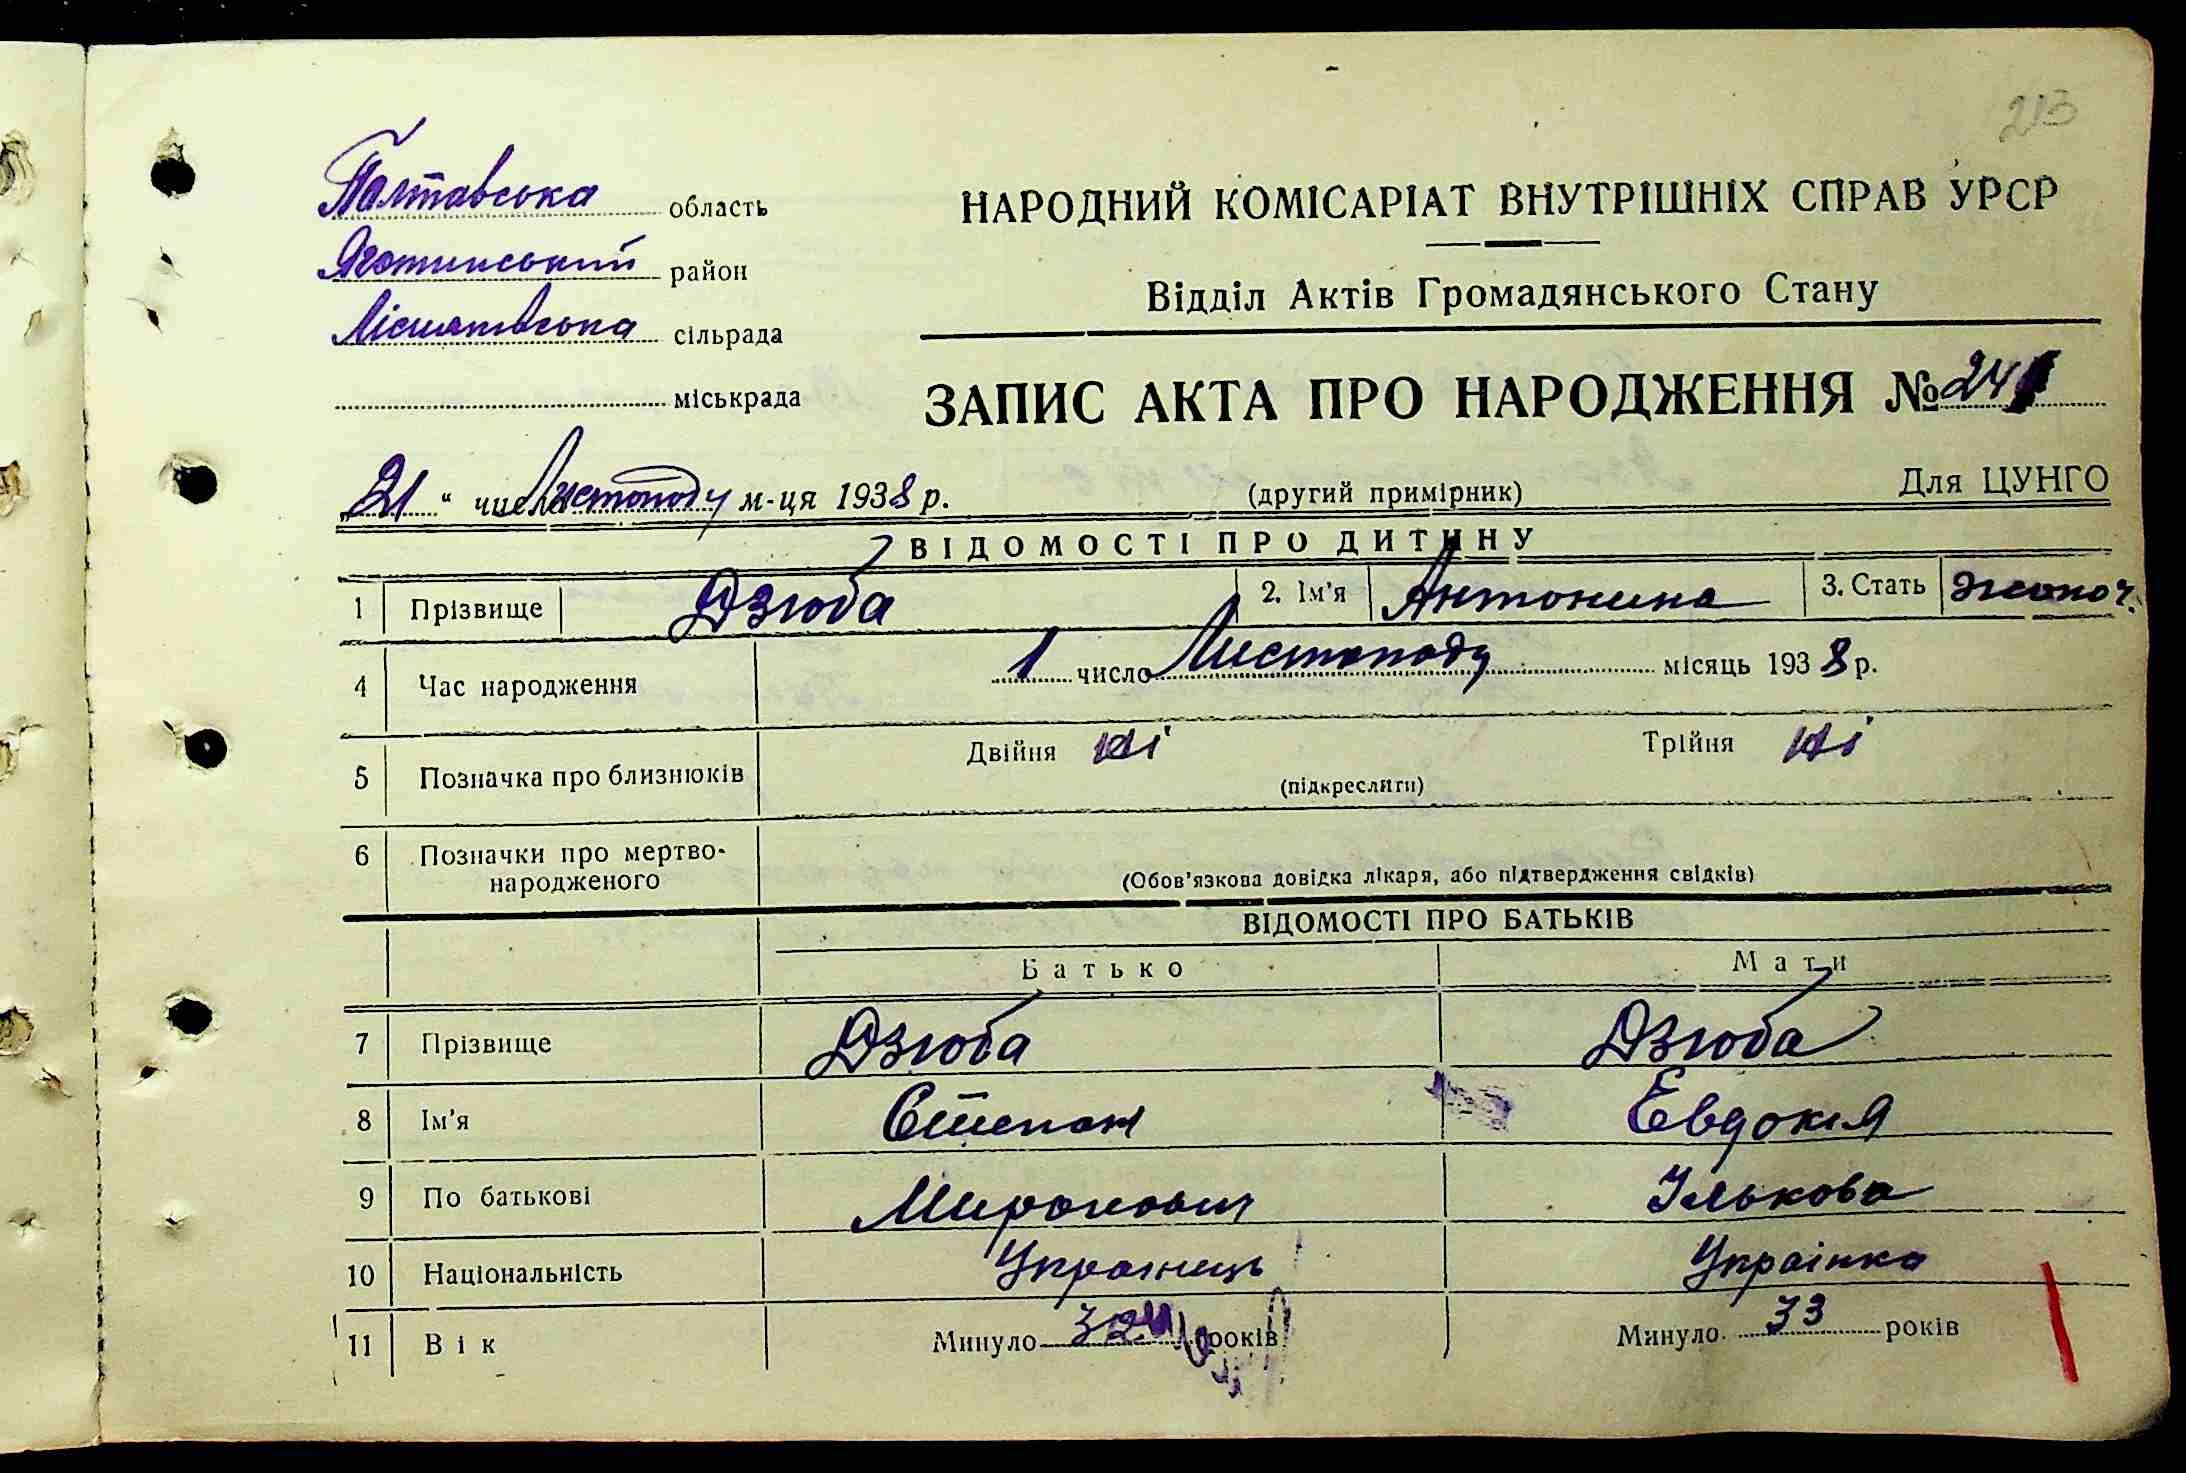 213
Полтавська область
Яготинський район
сільрада
міськрада
НАРОДНИЙ КОМІСАРІАТ ВНУТРІШНІХ СПРАВ УРСР
Відділ Актів Громадянського Стану
ЗАПИС АКТА ПРО НАРОДЖЕННЯ № 24
„21“ числа Листопаду м-ця 1938 р.
(другий примірник)
Для ЦУНГО
ВІДОМОСТІ ПРО ДИТИНУ
1 Прізвище Дзюба 2. Ім'я Антонина 3. Стать жіноч.
4 Час народження 1 число Листопаду місяць 1938 р.
5 Позначка про близнюків Двійня ні Трійня ні
(підкреслити)
6 Позначки про мертво-
народженого
(Обов'язкова довідка лікаря, або підтвердження свідків)
ВІДОМОСТІ ПРО БАТЬКІВ
Батько Мати
7 Прізвище Дзюба Дзюба
8 Ім'я Степан Евдокия
9 По батькові Миронович Ількова
10 Національність Українець Українка
11 Вік Минуло 32 років Минуло 33 років